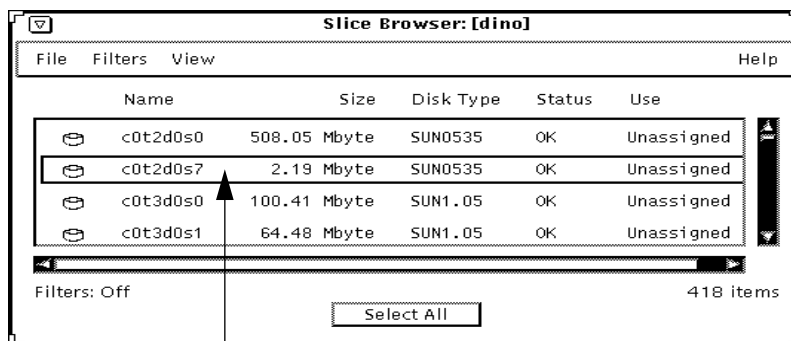 Slice Browser: [dino]
File Filters View Help
Name Size Disk Type Status Use
c0t2d0s0 508.05 Mbyte SUN0535 OK Unassigned
c0t2d0s7 2.19 Mbyte SUN0535 OK Unassigned
c0t3d0s0 100.41 Mbyte SUN1.05 OK Unassigned
c0t3d0s1 64.48 Mbyte SUN1.05 OK Unassigned
Filters: Off 418 items
Select All